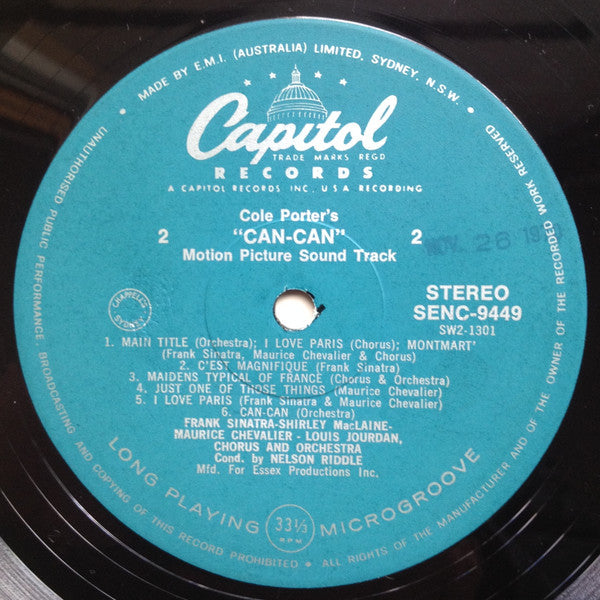 MADE BY E.M.I. (AUSTRALIA) LIMITED, SYDNEY, N.S.W. •
UNAUTHORISED PUBLIC PERFORMANCE, BROADCASTING AND COPYING OF THIS RECORD PROHIBITED • ALL RIGHTS OF THE MANUFACTURER AND OF THE OWNER OF THE RECORDED WORK RESERVED
Capitol
TRADE MARKS REGD
RECORDS
A CAPITOL RECORDS INC. U S A RECORDING
Cole Porter's
2 "CAN-CAN" 2
Motion Picture Sound Track
NOV. 26
STEREO
SENC-9449
SW2-1301
CHAPPELL'S
SYDNEY
1. MAIN TITLE (Orchestra); I LOVE PARIS (Chorus); MONTMART'
(Frank Sinatra, Maurice Chevalier & Chorus)
2. C'EST MAGNIFIQUE (Frank Sinatra)
3. MAIDENS TYPICAL OF FRANCE (Chorus & Orchestra)
4. JUST ONE OF THOSE THINGS (Maurice Chevalier)
5. I LOVE PARIS (Frank Sinatra & Maurice Chevalier)
6. CAN-CAN (Orchestra)
FRANK SINATRA-SHIRLEY MacLAINE-
MAURICE CHEVALIER - LOUIS JOURDAN,
CHORUS AND ORCHESTRA
Cond. by NELSON RIDDLE
Mfd. For Essex Productions Inc.
LONG PLAYING 33⅓ MICROGROOVE
RPM